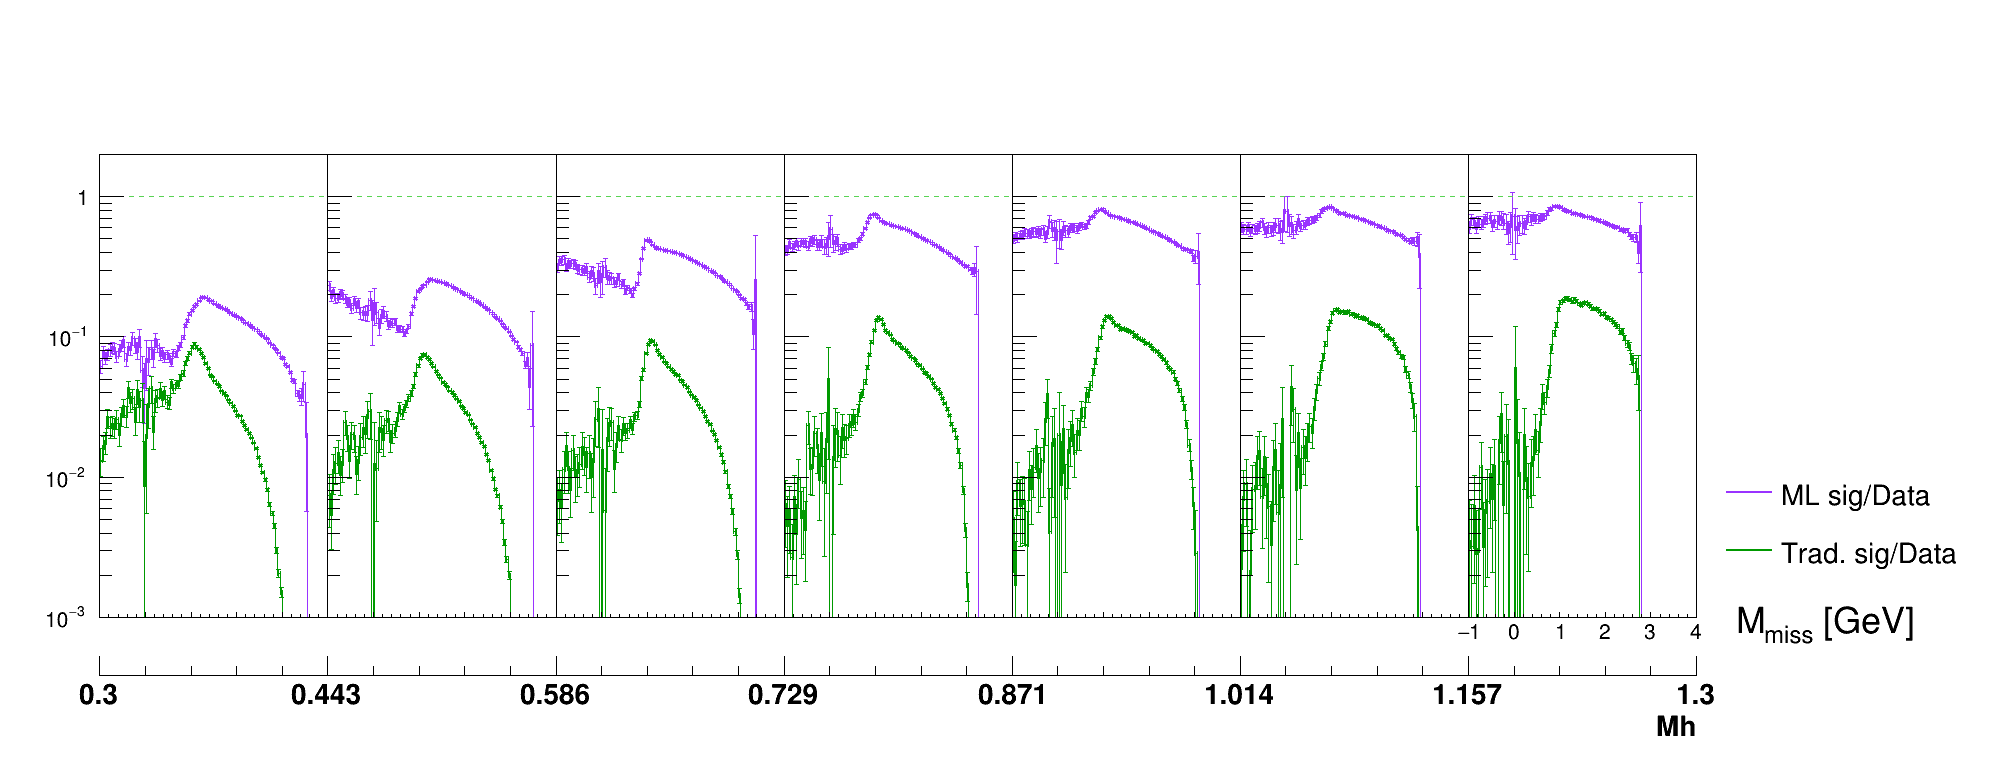 1
10⁻¹
10⁻²
10⁻³
ML sig/Data
Trad. sig/Data
−1 0 1 2 3 4
Mmiss [GeV]
0.3 0.443 0.586 0.729 0.871 1.014 1.157 1.3
Mh